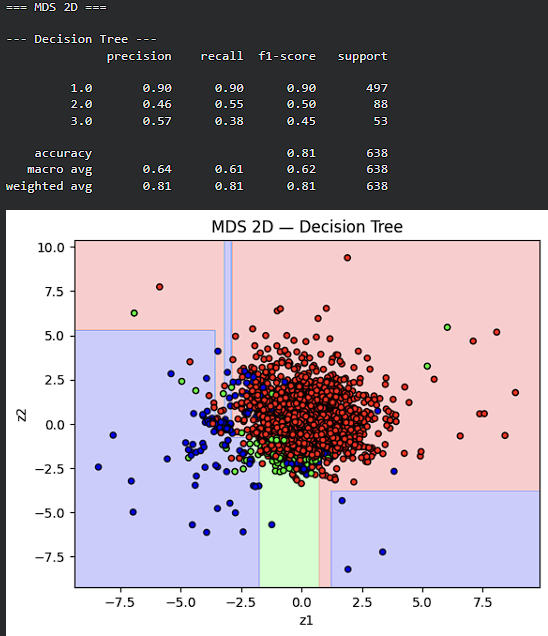 === MDS 2D ===
--- Decision Tree ---
precision recall f1-score support
1.0 0.90 0.90 0.90 497
2.0 0.46 0.55 0.50 88
3.0 0.57 0.38 0.45 53
accuracy 0.81 638
macro avg 0.64 0.61 0.62 638
weighted avg 0.81 0.81 0.81 638
MDS 2D — Decision Tree
10.0
7.5
5.0
2.5
0.0
−2.5
−5.0
−7.5
z2
−7.5 −5.0 −2.5 0.0 2.5 5.0 7.5
z1